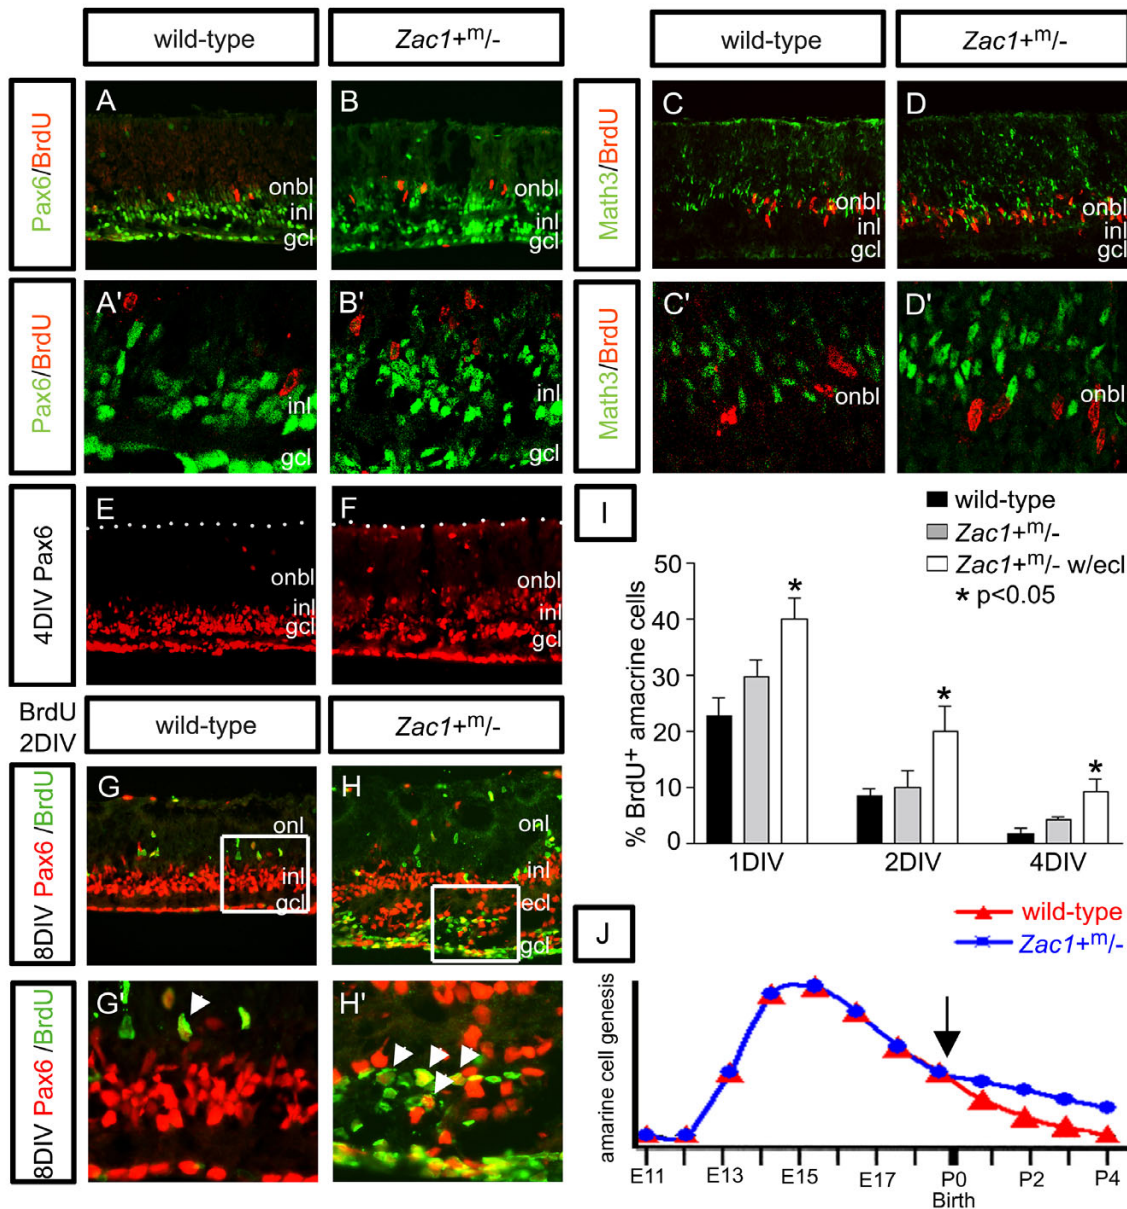 wild-type
Zac1+m/-
wild-type
Zac1+m/-
Pax6/BrdU
A
onbl
inl
gcl
B
onbl
inl
gcl
Math3/BrdU
C
onbl
inl
gcl
D
onbl
inl
gcl
Pax6/BrdU
A'
inl
gcl
B'
inl
gcl
Math3/BrdU
C'
onbl
D'
onbl
4DIV Pax6
E
onbl
inl
gcl
F
onbl
inl
gcl
I
wild-type
Zac1+m/-
Zac1+m/- w/ecl
* p<0.05
% BrdU+ amacrine cells
50
40
30
20
10
0
*
*
*
1DIV
2DIV
4DIV
BrdU
2DIV
wild-type
Zac1+m/-
8DIV Pax6 /BrdU
G
onl
inl
gcl
H
onl
inl
ecl
gcl
8DIV Pax6 /BrdU
G'
H'
J
wild-type
Zac1+m/-
amarine cell genesis
E11
E13
E15
E17
P0
P2
P4
Birth